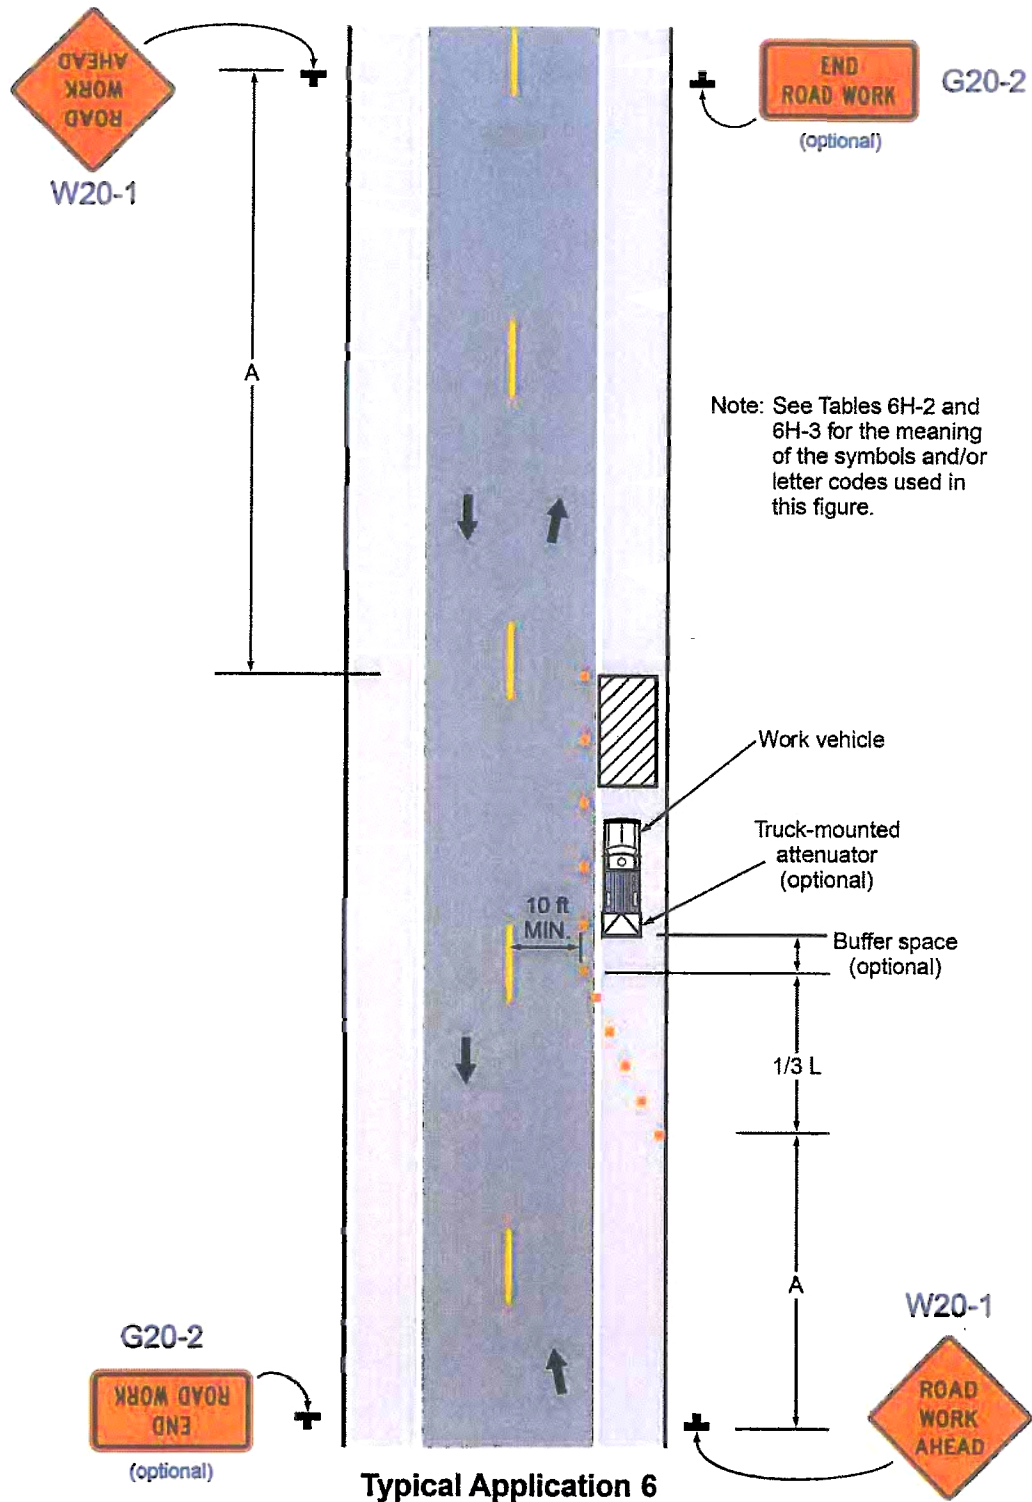 ROAD
WORK
AHEAD
W20-1
END
ROAD WORK
(optional)
G20-2
A
Note: See Tables 6H-2 and
6H-3 for the meaning
of the symbols and/or
letter codes used in
this figure.
Work vehicle
Truck-mounted
attenuator
(optional)
10 ft
MIN.
Buffer space
(optional)
1/3 L
A
W20-1
ROAD
WORK
AHEAD
G20-2
END
ROAD WORK
(optional)
Typical Application 6